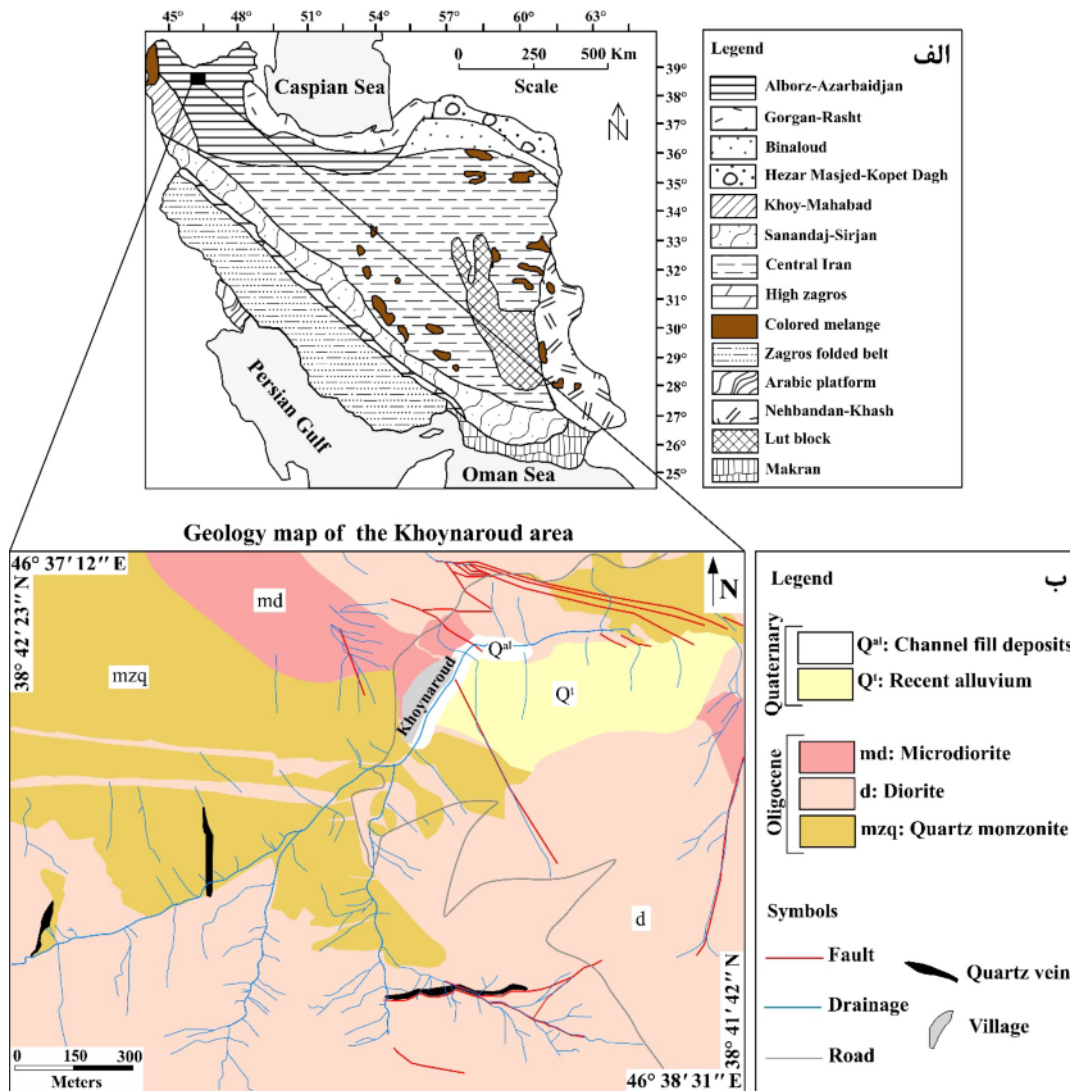 45° 48° 51° 54° 57° 60° 63°
0 250 500 Km
Scale
N
Caspian Sea
Persian Gulf
Oman Sea
39°
38°
37°
36°
35°
34°
33°
32°
31°
30°
29°
28°
27°
26°
25°
Legend الف
Alborz-Azarbaidjan
Gorgan-Rasht
Binaloud
Hezar Masjed-Kopet Dagh
Khoy-Mahabad
Sanandaj-Sirjan
Central Iran
High zagros
Colored melange
Zagros folded belt
Arabic platform
Nehbandan-Khash
Lut block
Makran
Geology map of the Khoynaroud area
46° 37′ 12′′ E
38° 42′ 23′′ N
N
md
mzq
Qal
Khoynaroud
Qt
d
0 150 300
Meters
38° 41′ 42′′ N
46° 38′ 31′′ E
Legend ب
Quaternary
Qal: Channel fill deposits
Qt: Recent alluvium
Oligocene
md: Microdiorite
d: Diorite
mzq: Quartz monzonite
Symbols
Fault
Drainage
Road
Quartz vein
Village